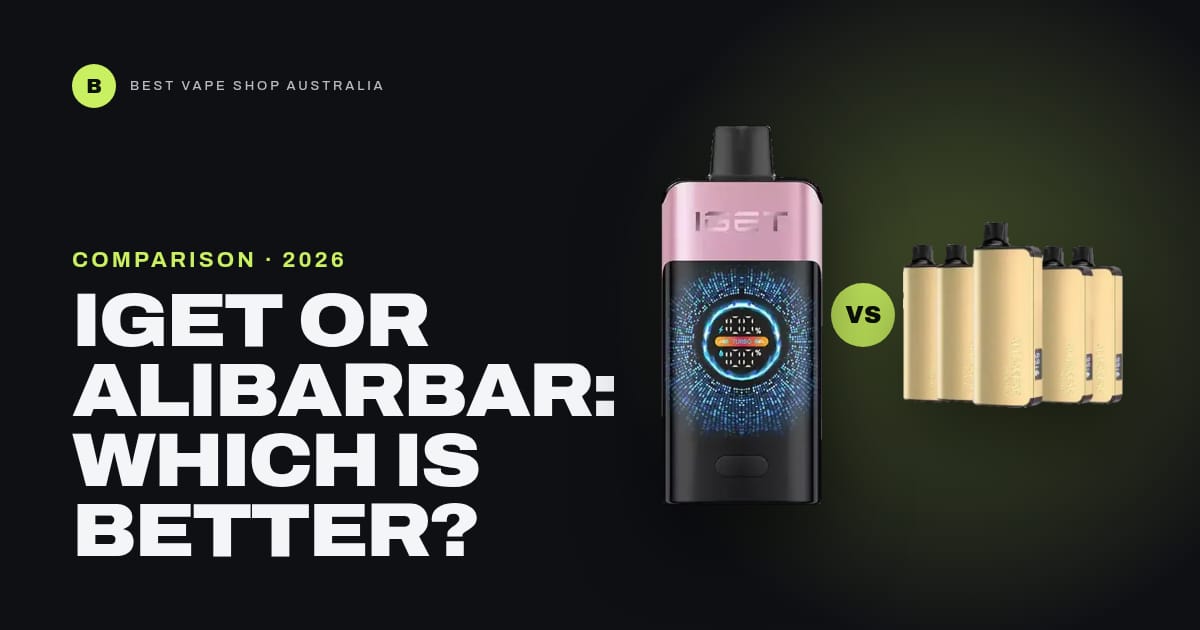 B BEST VAPE SHOP AUSTRALIA
COMPARISON · 2026
IGET OR
ALIBARBAR:
WHICH IS
BETTER?
IGET
TURBO
VS